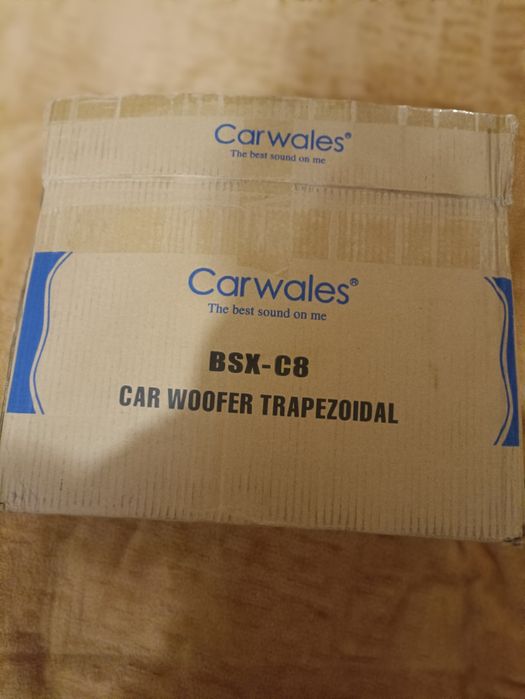 Carwales®
The best sound on me
Carwales®
The best sound on me
BSX-C8
CAR WOOFER TRAPEZOIDAL